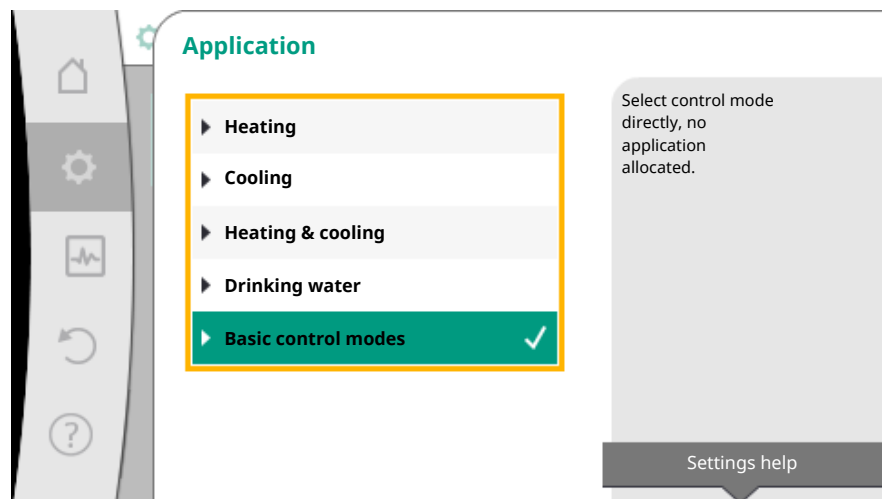 Application
Heating
Cooling
Heating & cooling
Drinking water
Basic control modes
Select control mode
directly, no
application
allocated.
?
Settings help